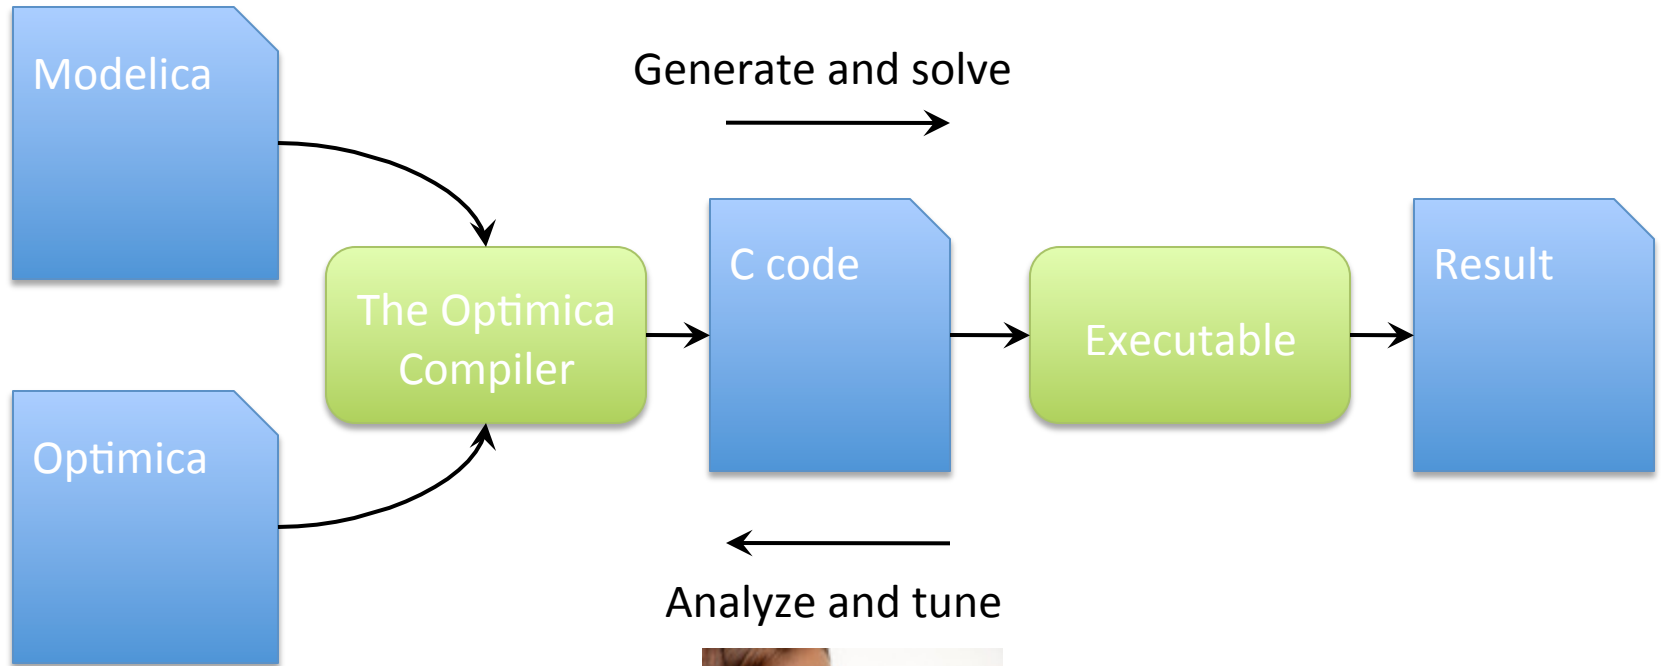 Modelica
Generate and solve
C code
Result
The Optimica
Compiler
Executable
Optimica
Analyze and tune